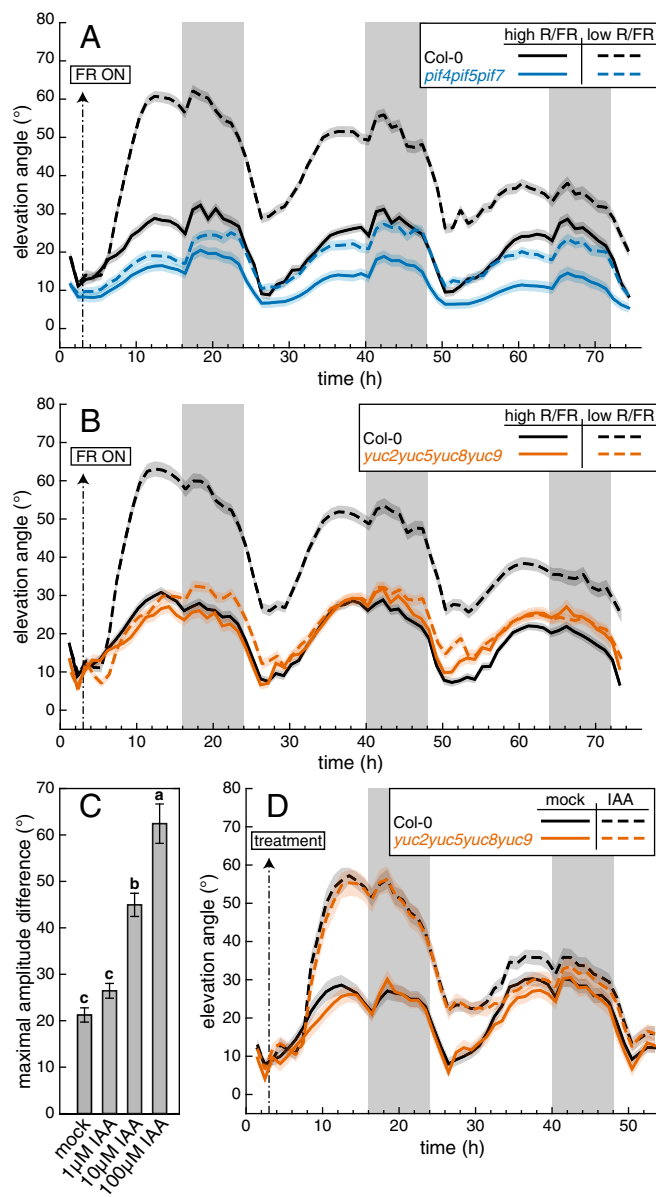 A
high R/FR low R/FR
Col-0
pif4pif5pif7
FR ON
elevation angle (°)
80
70
60
50
40
30
20
10
0
0 10 20 30 40 50 60 70
time (h)
B
high R/FR low R/FR
Col-0
yuc2yuc5yuc8yuc9
FR ON
elevation angle (°)
80
70
60
50
40
30
20
10
0
0 10 20 30 40 50 60 70
time (h)
C
maximal amplitude difference (°)
70
60
50
40
30
20
10
0
c
c
b
a
mock
1µM IAA
10µM IAA
100µM IAA
D
mock IAA
Col-0
yuc2yuc5yuc8yuc9
treatment
elevation angle (°)
80
70
60
50
40
30
20
10
0
0 10 20 30 40 50
time (h)